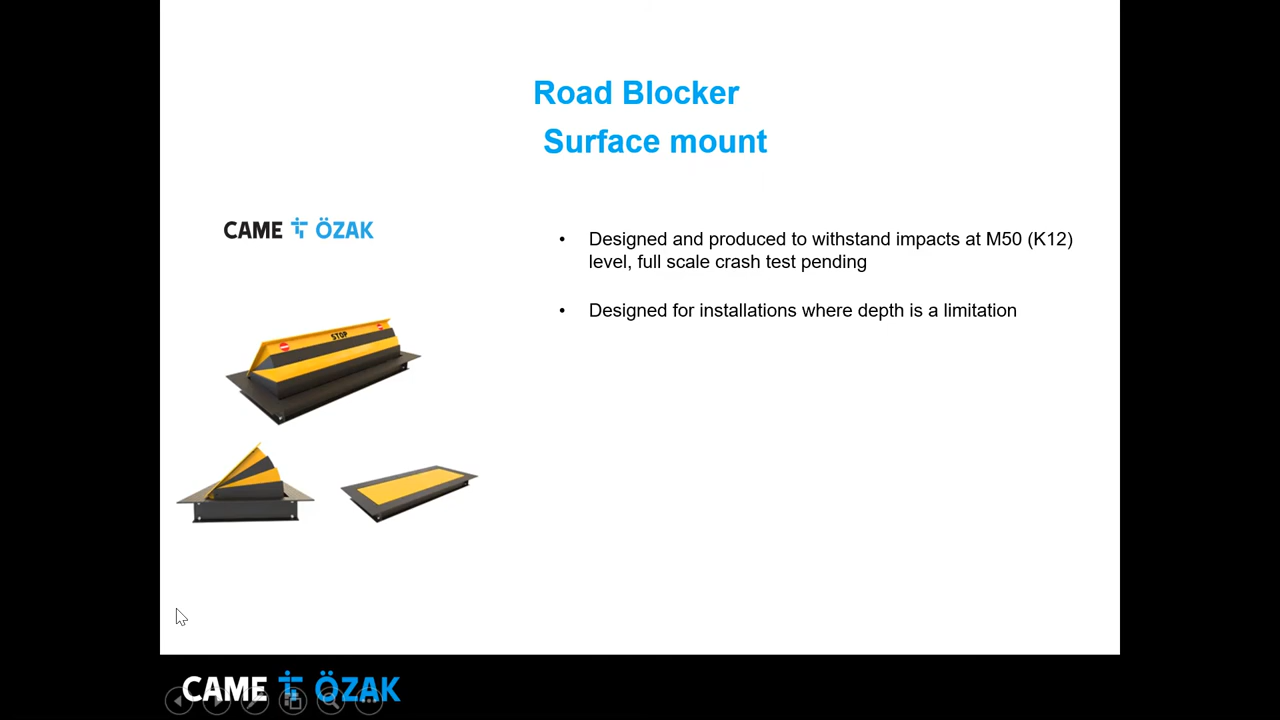 Road Blocker
Surface mount
CAME ÖZAK
• Designed and produced to withstand impacts at M50 (K12)
level, full scale crash test pending
• Designed for installations where depth is a limitation
STOP
CAME ÖZAK